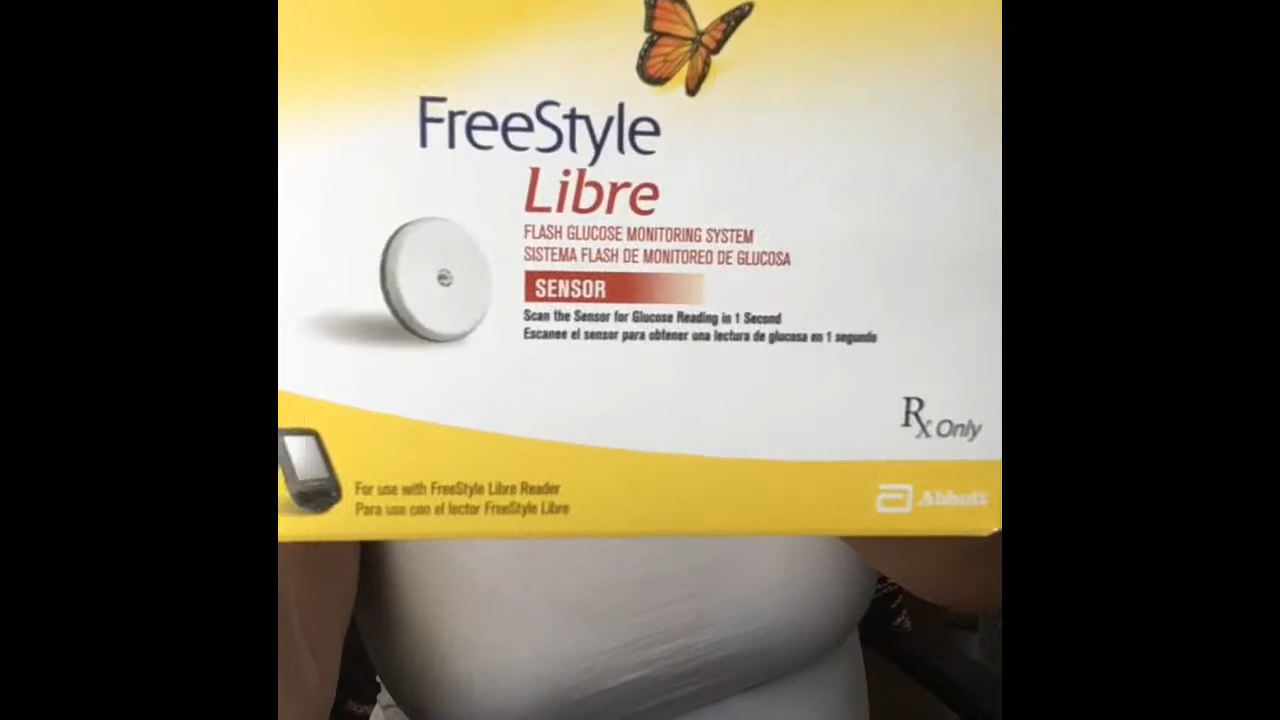 FreeStyle
Libre
FLASH GLUCOSE MONITORING SYSTEM
SISTEMA FLASH DE MONITOREO DE GLUCOSA
SENSOR
Scan the Sensor for Glucose Reading in 1 Second
Escanee el sensor para obtener una lectura de glucosa en 1 segundo
Rx Only
For use with FreeStyle Libre Reader
Para uso con el lector FreeStyle Libre
Abbott